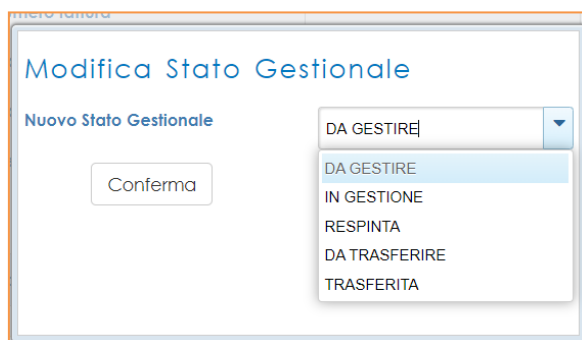 Modifica Stato Gestionale
Nuovo Stato Gestionale
DA GESTIRE
DA GESTIRE
IN GESTIONE
RESPINTA
DA TRASFERIRE
TRASFERITA
Conferma